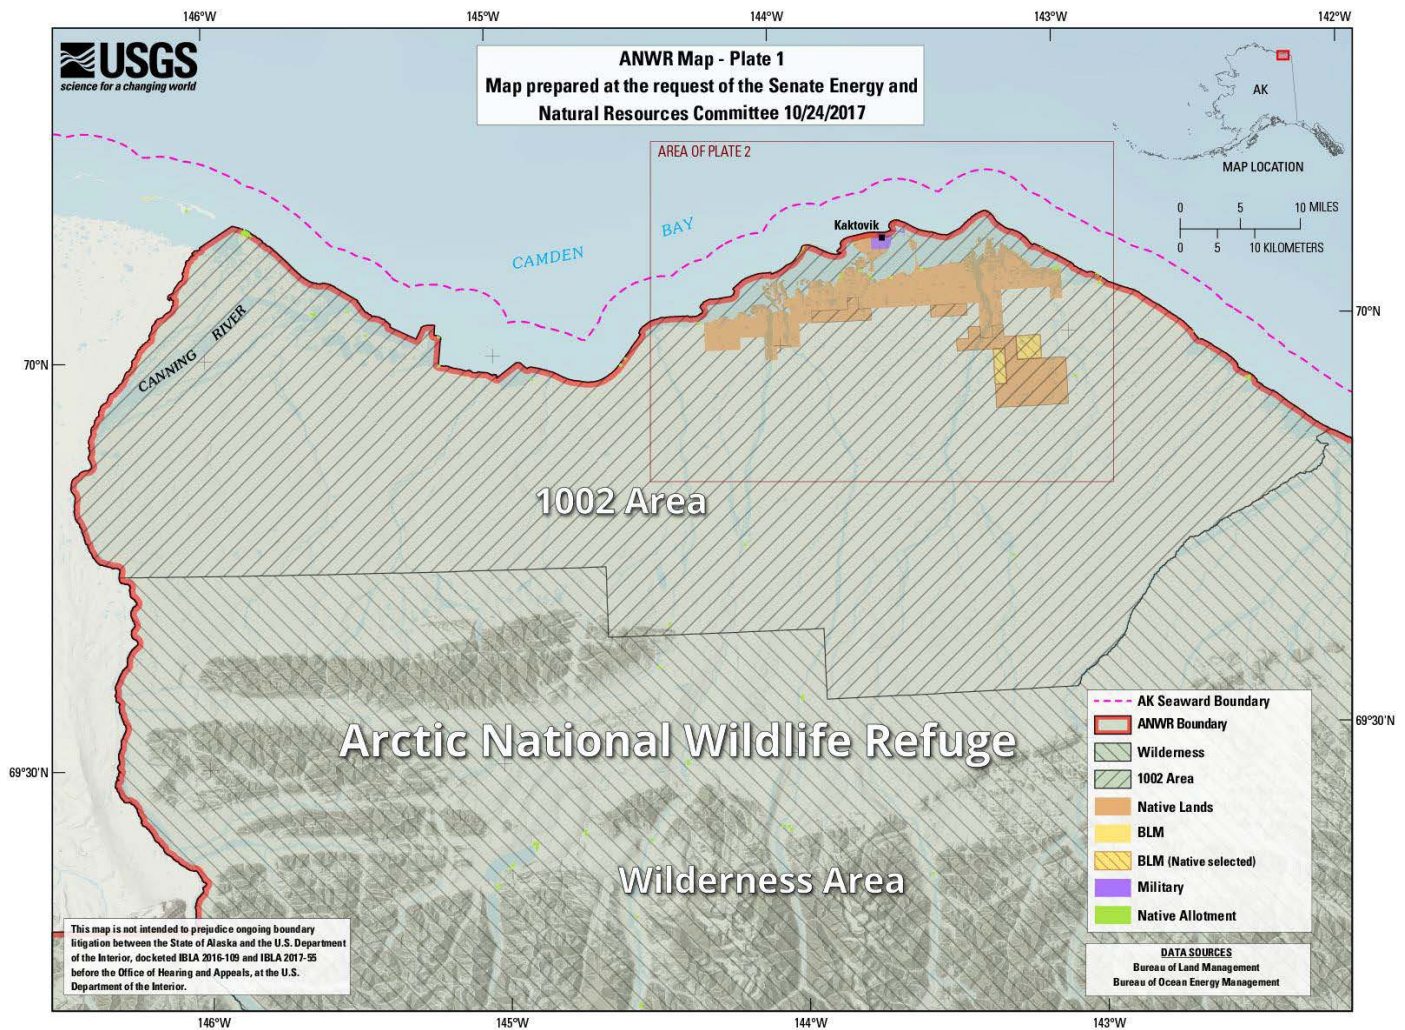 146°W
145°W
144°W
143°W
142°W
USGS
science for a changing world
ANWR Map - Plate 1
Map prepared at the request of the Senate Energy and
Natural Resources Committee 10/24/2017
AK
MAP LOCATION
0 5 10 MILES
0 5 10 KILOMETERS
AREA OF PLATE 2
Kaktovik
CAMDEN BAY
CANNING RIVER
70°N
70°N
1002 Area
Arctic National Wildlife Refuge
Wilderness Area
69°30'N
69°30'N
AK Seaward Boundary
ANWR Boundary
Wilderness
1002 Area
Native Lands
BLM
BLM (Native selected)
Military
Native Allotment
DATA SOURCES
Bureau of Land Management
Bureau of Ocean Energy Management
This map is not intended to prejudice ongoing boundary
litigation between the State of Alaska and the U.S. Department
of the Interior, docketed IBLA 2016-109 and IBLA 2017-55
before the Office of Hearing and Appeals, at the U.S.
Department of the Interior.
146°W
145°W
144°W
143°W